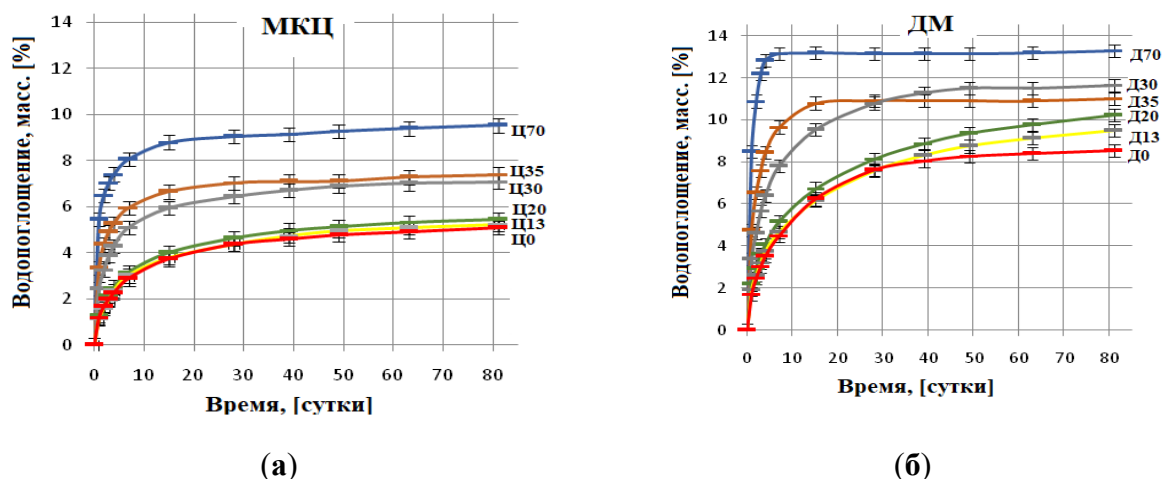 МКЦ
Водопоглощение, масс. [%]
14
12
10
8
6
4
2
0
0 10 20 30 40 50 60 70 80
Время, [сутки]
Ц70
Ц35
Ц30
Ц20
Ц13
Ц0
(а)
ДМ
Водопоглощение, масс. [%]
14
12
10
8
6
4
2
0
0 10 20 30 40 50 60 70 80
Время, [сутки]
Д70
Д30
Д35
Д20
Д13
Д0
(б)